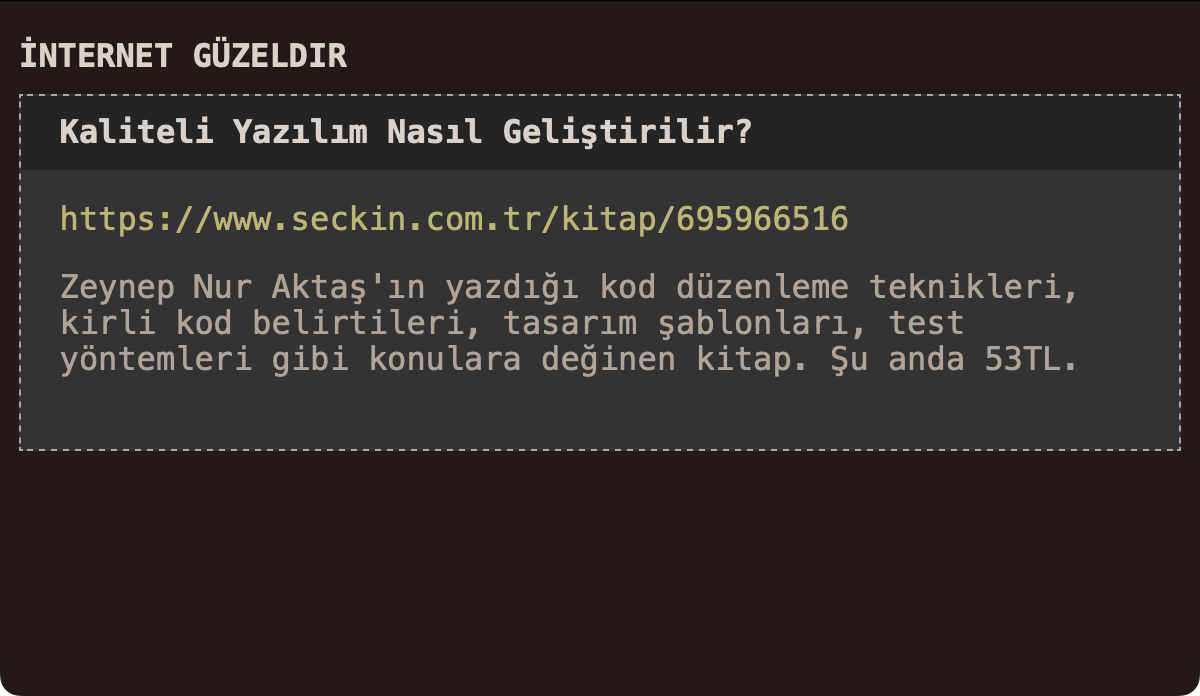 İNTERNET GÜZELDIR
Kaliteli Yazılım Nasıl Geliştirilir?
https://www.seckin.com.tr/kitap/695966516
Zeynep Nur Aktaş'ın yazdığı kod düzenleme teknikleri,
kirli kod belirtileri, tasarım şablonları, test
yöntemleri gibi konulara değinen kitap. Şu anda 53TL.